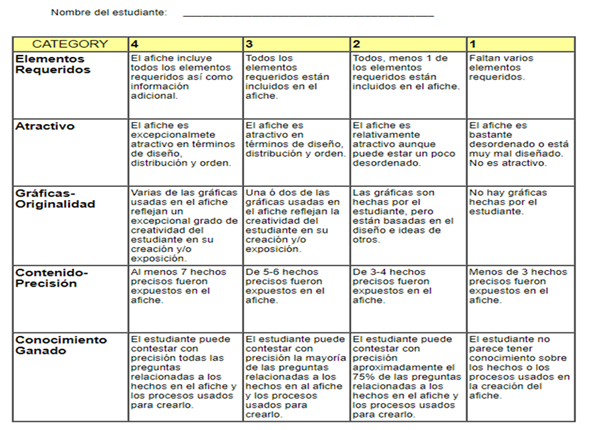 Nombre del estudiante: ________________________________________
CATEGORY
4
3
2
1
Elementos
Requeridos
El afiche incluye
todos los elementos
requeridos así como
información
adicional.
Todos los
elementos
requeridos están
incluidos en el
afiche.
Todos, menos 1 de
los elementos
requeridos están
incluidos en el afiche.
Faltan varios
elementos
requeridos.
Atractivo
El afiche es
excepcionalmete
atractivo en términos
de diseño,
distribución y orden.
El afiche es
atractivo en
términos de diseño,
distribución y orden.
El afiche es
relativamente
atractivo aunque
puede estar un poco
desordenado.
El afiche es
bastante
desordenado o está
muy mal diseñado.
No es atractivo.
Gráficas-
Originalidad
Varias de las gráficas
usadas en el afiche
reflejan un
excepcional grado de
creatividad del
estudiante en su
creación y/o
exposición.
Una ó dos de las
gráficas usadas en
el afiche reflejan la
creatividad del
estudiante en su
creación y/o
exposición.
Las gráficas son
hechas por el
estudiante, pero
están basadas en el
diseño e ideas de
otros.
No hay gráficas
hechas por el
estudiante.
Contenido-
Precisión
Al menos 7 hechos
precisos fueron
expuestos en el
afiche.
De 5-6 hechos
precisos fueron
expuestos en el
afiche.
De 3-4 hechos
precisos fueron
expuestos en el
afiche.
Menos de 3 hechos
precisos fueron
expuestos en el
afiche.
Conocimiento
Ganado
El estudiante puede
contestar con
precisión todas las
preguntas
relacionadas a los
hechos en el afiche y
los procesos usados
para crearlo.
El estudiante puede
contestar con
precisión la mayoría
de las preguntas
relacionadas a los
hechos en al afiche
y los procesos
usados para
crearlo.
El estudiante puede
contestar con
precisión
aproximadamente el
75% de las preguntas
relacionadas a los
hechos en el afiche y
los procesos usados
para crearlo.
El estudiante no
parece tener
conocimiento sobre
los hechos o los
procesos usados en
la creación del
afiche.